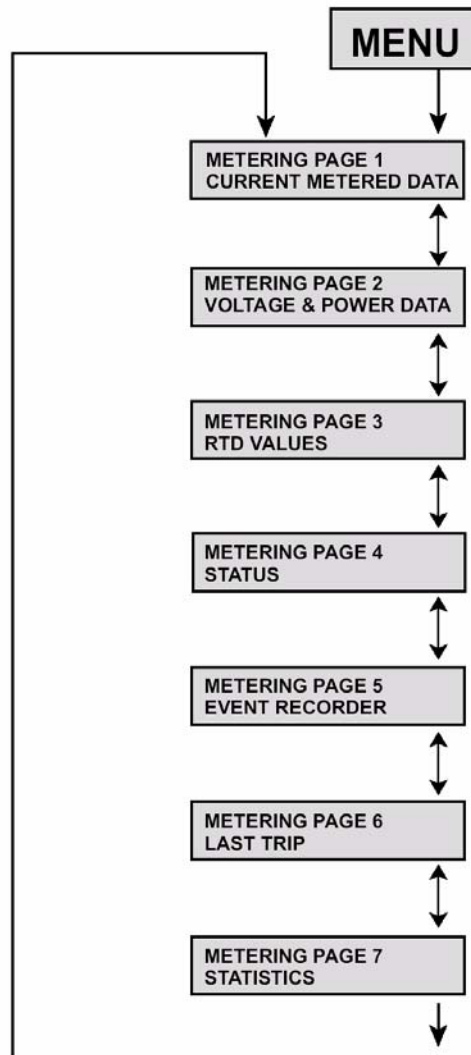 MENU
METERING PAGE 1
CURRENT METERED DATA
METERING PAGE 2
VOLTAGE & POWER DATA
METERING PAGE 3
RTD VALUES
METERING PAGE 4
STATUS
METERING PAGE 5
EVENT RECORDER
METERING PAGE 6
LAST TRIP
METERING PAGE 7
STATISTICS